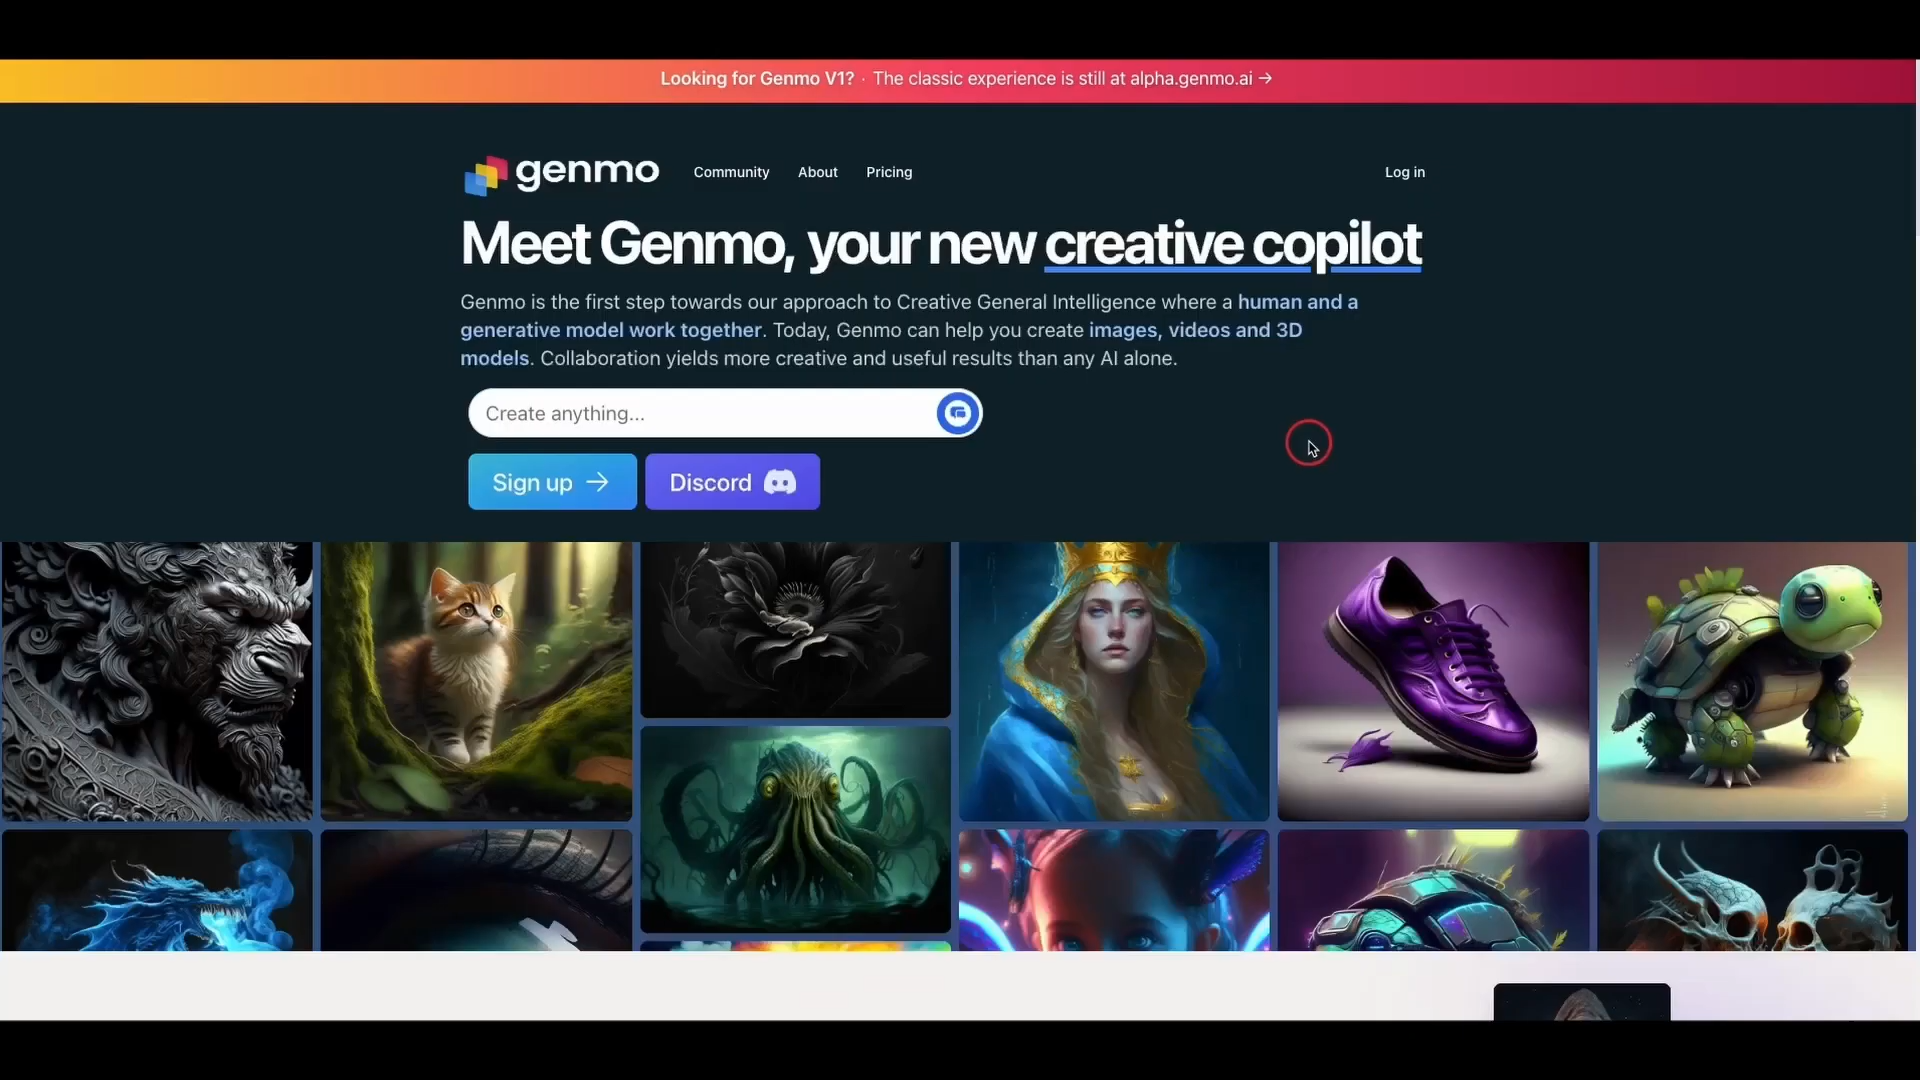 Looking for Genmo V1? · The classic experience is still at alpha.genmo.ai →
genmo
Community
About
Pricing
Log in
Meet Genmo, your new creative copilot
Genmo is the first step towards our approach to Creative General Intelligence where a human and a
generative model work together. Today, Genmo can help you create images, videos and 3D
models. Collaboration yields more creative and useful results than any AI alone.
Create anything...
Sign up →
Discord